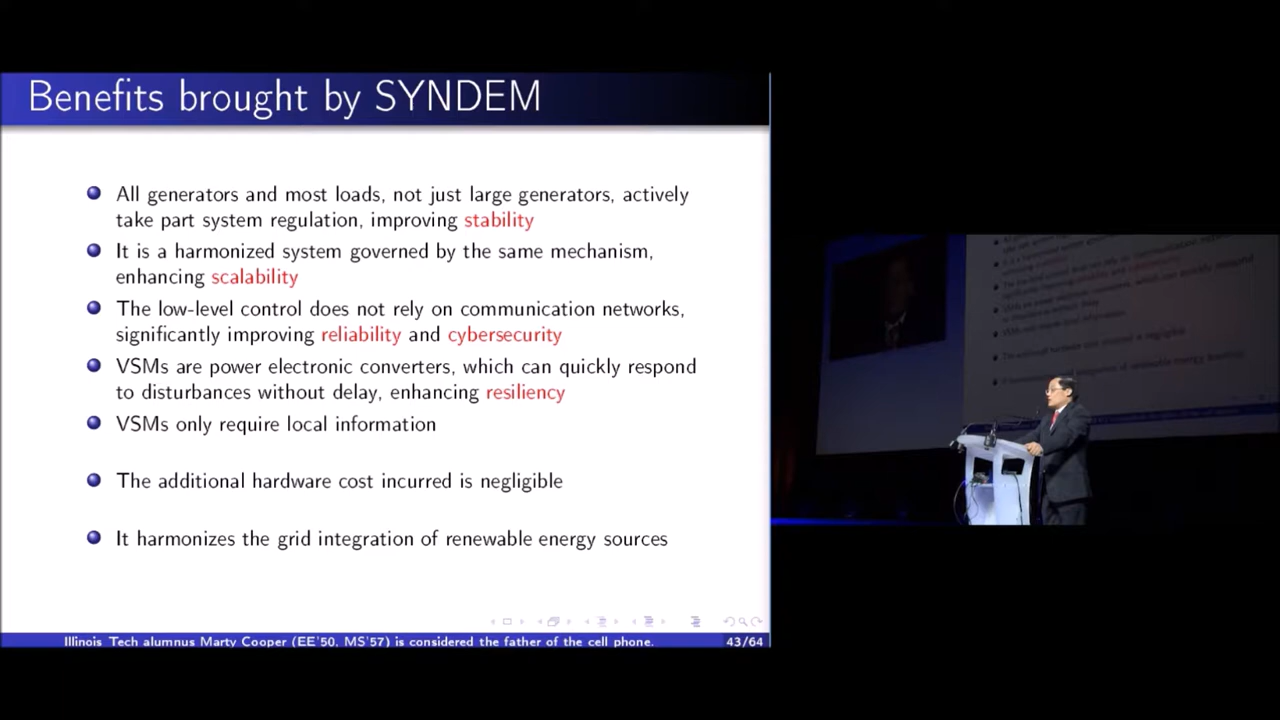 Benefits brought by SYNDEM
All generators and most loads, not just large generators, actively
take part system regulation, improving stability
It is a harmonized system governed by the same mechanism,
enhancing scalability
The low-level control does not rely on communication networks,
significantly improving reliability and cybersecurity
VSMs are power electronic converters, which can quickly respond
to disturbances without delay, enhancing resiliency
VSMs only require local information
The additional hardware cost incurred is negligible
It harmonizes the grid integration of renewable energy sources
Illinois Tech alumnus Marty Cooper (EE'50, MS'57) is considered the father of the cell phone.
43/64